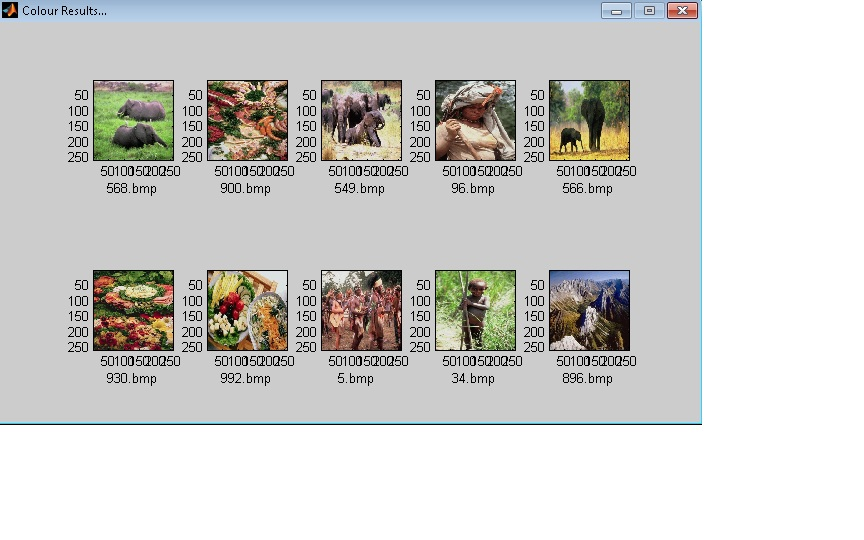 Colour Results...
50 50 50 50 50
100 100 100 100 100
150 150 150 150 150
200 200 200 200 200
250 250 250 250 250
50100150200250 50100150200250 50100150200250 50100150200250 50100150200250
568.bmp 900.bmp 549.bmp 96.bmp 566.bmp
50 50 50 50 50
100 100 100 100 100
150 150 150 150 150
200 200 200 200 200
250 250 250 250 250
50100150200250 50100150200250 50100150200250 50100150200250 50100150200250
930.bmp 992.bmp 5.bmp 34.bmp 896.bmp